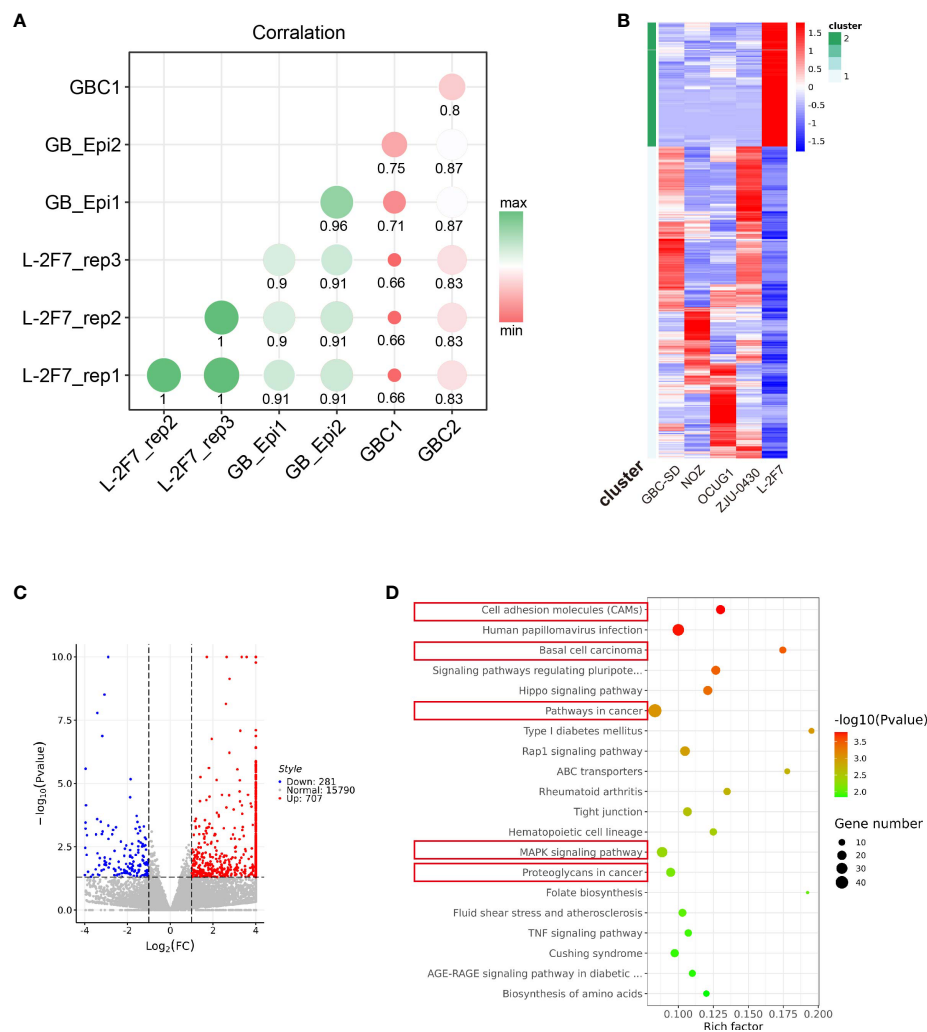 A
Corralation
GBC1
0.8
GB_Epi2
0.75 0.87
GB_Epi1
0.96 0.71 0.87
L-2F7_rep3
0.9 0.91 0.66 0.83
L-2F7_rep2
1 0.9 0.91 0.66 0.83
L-2F7_rep1
1 1 0.91 0.91 0.66 0.83
L-2F7_rep2 L-2F7_rep3 GB_Epi1 GB_Epi2 GBC1 GBC2
max
min
B
1.5
1
0.5
0
-0.5
-1
-1.5
cluster
2
1
cluster GBC-SD NOZ OCUG1 ZJU-0430 L-2F7
C
10.0
7.5
5.0
2.5
0.0
-4 -2 0 2 4
−log10(Pvalue)
Log2(FC)
Style
Down: 281
Normal: 15790
Up: 707
D
Cell adhesion molecules (CAMs)
Human papillomavirus infection
Basal cell carcinoma
Signaling pathways regulating pluripote...
Hippo signaling pathway
Pathways in cancer
Type I diabetes mellitus
Rap1 signaling pathway
ABC transporters
Rheumatoid arthritis
Tight junction
Hematopoietic cell lineage
MAPK signaling pathway
Proteoglycans in cancer
Folate biosynthesis
Fluid shear stress and atherosclerosis
TNF signaling pathway
Cushing syndrome
AGE-RAGE signaling pathway in diabetic ...
Biosynthesis of amino acids
0.100 0.125 0.150 0.175 0.200
Rich factor
-log10(Pvalue)
3.5
3.0
2.5
2.0
Gene number
10
20
30
40